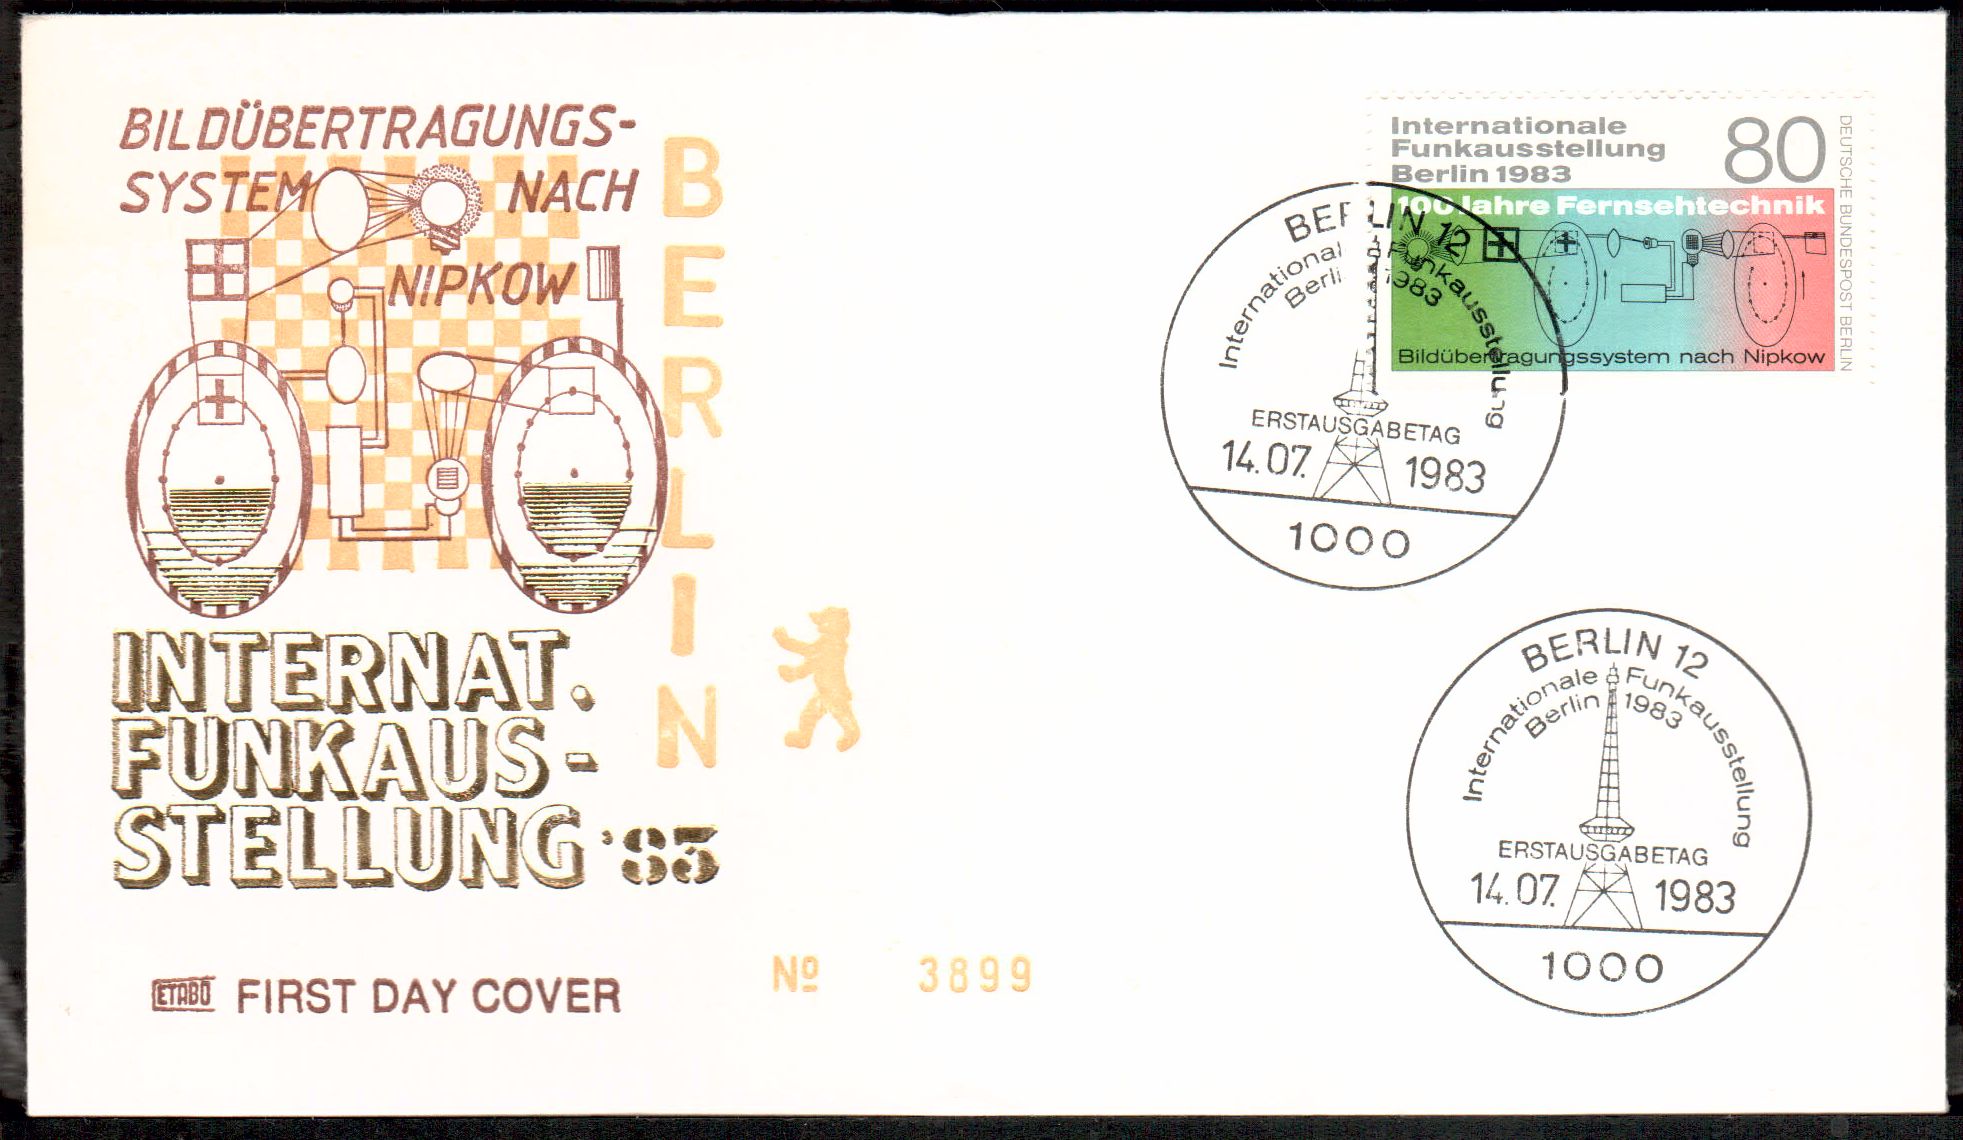 BILDÜBERTRAGUNGS-
SYSTEM NACH
NIPKOW
BERLIN
INTERNAT.
FUNKAUS-
STELLUNG '83
ETABO FIRST DAY COVER
Nº 3899
Internationale
Funkausstellung
Berlin 1983
80
100 Jahre Fernsehtechnik
Bildübertragungssystem nach Nipkow
DEUTSCHE BUNDESPOST BERLIN
BERLIN 12
Internationale Funkausstellung
Berlin 1983
ERSTAUSGABETAG
14.07. 1983
1000
BERLIN 12
Internationale Funkausstellung
Berlin 1983
ERSTAUSGABETAG
14.07. 1983
1000